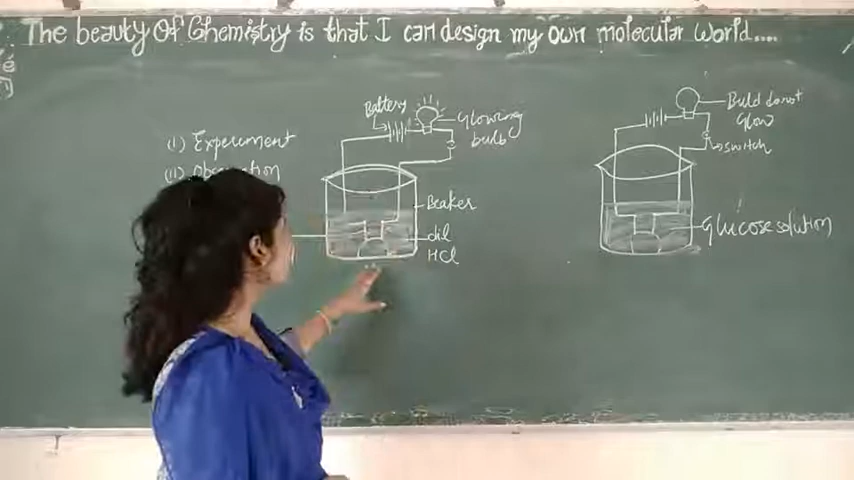 The beauty Of Chemistry is that I can design my own molecular world....
(i) Experiment
(ii) Observation
Battery
Glowing
bulb
Beaker
dil
HCl
Buld do not
glow
switch
Glucose solution